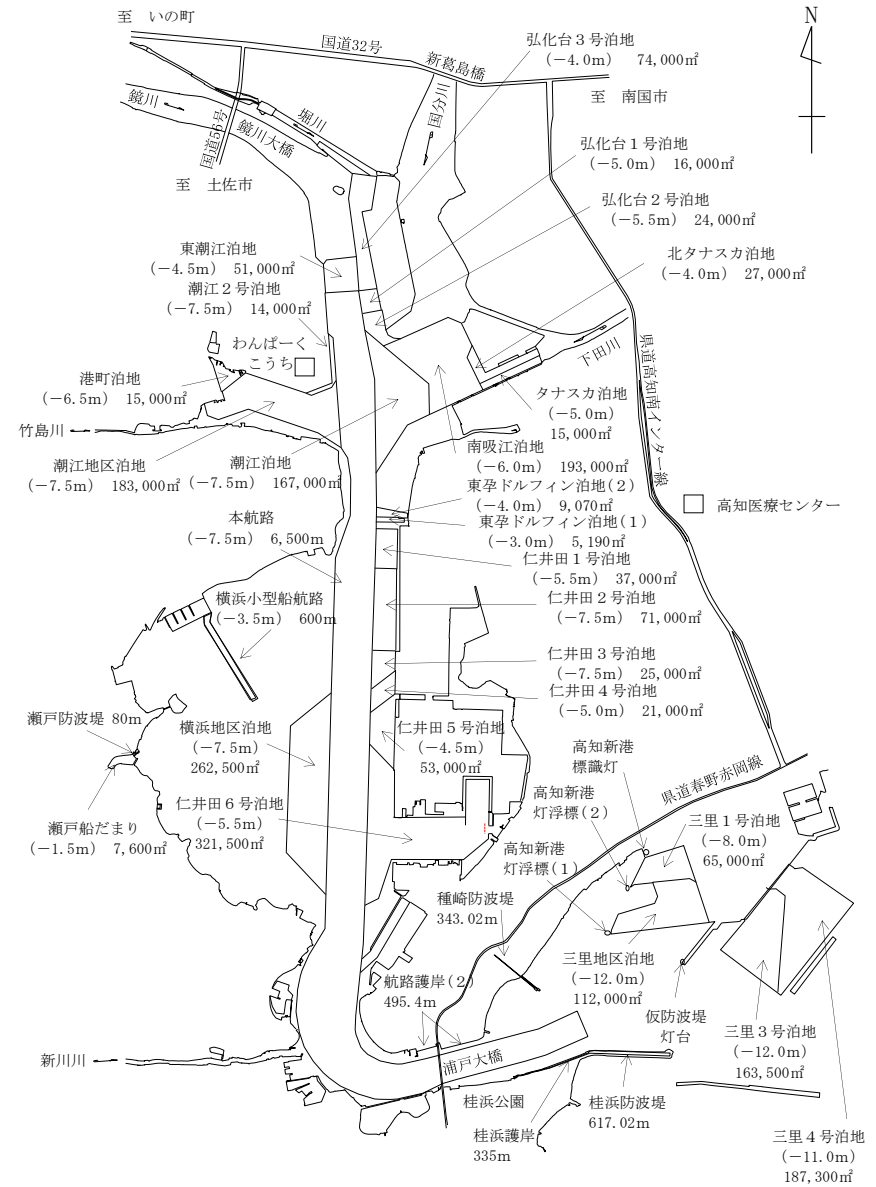 至　いの町
国道32号
新葛島橋
弘化台３号泊地
(−4.0m)　74,000㎡
N
至　南国市
鏡川
国道56号
鏡川大橋
堀川
国分川
至　土佐市
弘化台１号泊地
(−5.0m)　16,000㎡
弘化台２号泊地
(−5.5m)　24,000㎡
東潮江泊地
(−4.5m)　51,000㎡
北タナスカ泊地
(−4.0m)　27,000㎡
潮江２号泊地
(−7.5m)　14,000㎡
わんぱーく
こうち
下田川
県道高知南インター線
港町泊地
(−6.5m)　15,000㎡
タナスカ泊地
(−5.0m)
15,000㎡
竹島川
潮江地区泊地
(−7.5m)　183,000㎡
潮江泊地
(−7.5m)　167,000㎡
南吸江泊地
(−6.0m)　193,000㎡
東孕ドルフィン泊地(２)
(−4.0m)　9,070㎡
東孕ドルフィン泊地(１)
(−3.0m)　5,190㎡
高知医療センター
本航路
(−7.5m)　6,500m
仁井田１号泊地
(−5.5m)　37,000㎡
横浜小型船航路
(−3.5m)　600m
仁井田２号泊地
(−7.5m)　71,000㎡
仁井田３号泊地
(−7.5m)　25,000㎡
仁井田４号泊地
(−5.0m)　21,000㎡
瀬戸防波堤 80m
横浜地区泊地
(−7.5m)
262,500㎡
仁井田５号泊地
(−4.5m)
53,000㎡
高知新港
標識灯
県道春野赤岡線
高知新港
灯浮標(２)
仁井田６号泊地
(−5.5m)
321,500㎡
瀬戸船だまり
(−1.5m)　7,600㎡
三里１号泊地
(−8.0m)
65,000㎡
高知新港
灯浮標(１)
種崎防波堤
343.02m
三里地区泊地
(−12.0m)
112,000㎡
航路護岸(２)
495.4m
仮防波堤
灯台
三里３号泊地
(−12.0m)
163,500㎡
新川川
浦戸大橋
桂浜公園
桂浜防波堤
617.02m
桂浜護岸
335m
三里４号泊地
(−11.0m)
187,300㎡